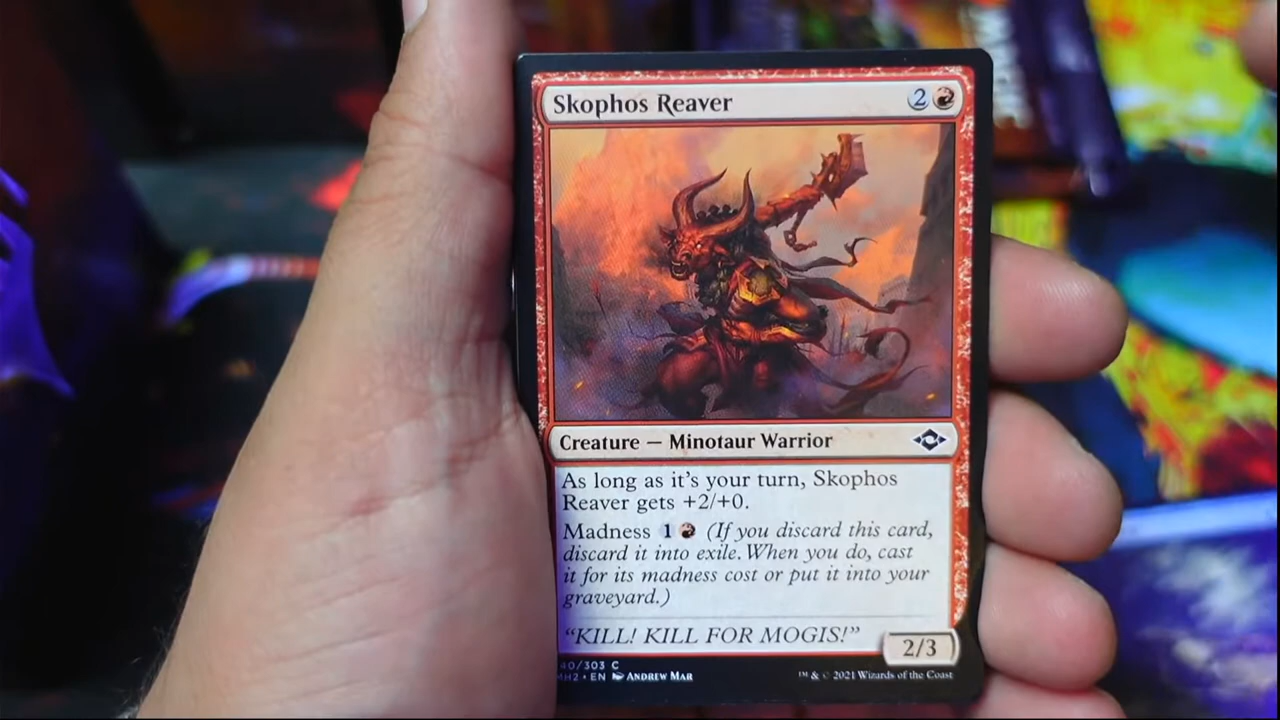 Skophos Reaver 2
Creature — Minotaur Warrior
As long as it's your turn, Skophos
Reaver gets +2/+0.
Madness 1 (If you discard this card,
discard it into exile. When you do, cast
it for its madness cost or put it into your
graveyard.)
"KILL! KILL FOR MOGIS!"
2/3
40/303 C
MH2 • EN Andrew Mar
™ & © 2021 Wizards of the Coast